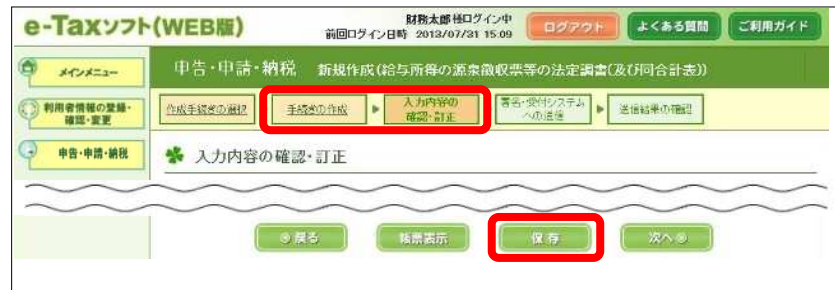 e-Taxソフト(WEB版)
財務太郎 様ログイン中
前回ログイン日時 2013/07/31 15:09
ログアウト
よくある質問
ご利用ガイド
メインメニュー
申告・申請・納税 新規作成(給与所得の源泉徴収票等の法定調書(及び同合計表))
利用者情報の登録・
確認・変更
作成手続きの選択
手続きの作成
入力内容の
確認・訂正
署名・受付システム
への送信
送信結果の確認
申告・申請・納税
入力内容の確認・訂正
戻る
帳票表示
保存
次へ